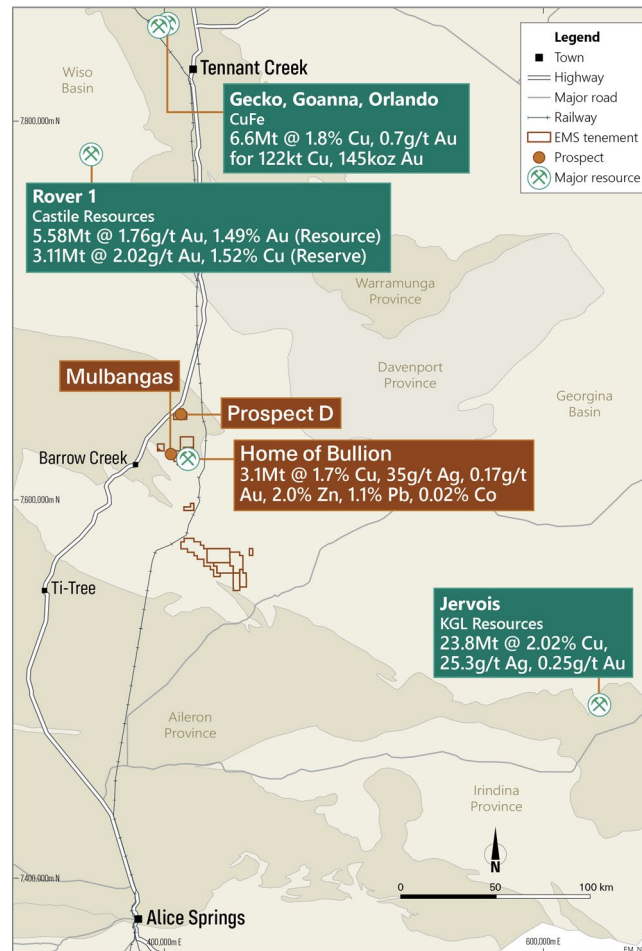 Legend
Town
Highway
Major road
Railway
EMS tenement
Prospect
Major resource
Wiso
Basin
Tennant Creek
7,800,000m N
Gecko, Goanna, Orlando
CuFe
6.6Mt @ 1.8% Cu, 0.7g/t Au
for 122kt Cu, 145koz Au
Rover 1
Castile Resources
5.58Mt @ 1.76g/t Au, 1.49% Au (Resource)
3.11Mt @ 2.02g/t Au, 1.52% Cu (Reserve)
Warramunga
Province
Davenport
Province
Georgina
Basin
Mulbangas
Prospect D
Barrow Creek
Home of Bullion
3.1Mt @ 1.7% Cu, 35g/t Ag, 0.17g/t
Au, 2.0% Zn, 1.1% Pb, 0.02% Co
7,600,000m N
Ti-Tree
Jervois
KGL Resources
23.8Mt @ 2.02% Cu,
25.3g/t Ag, 0.25g/t Au
Aileron
Province
Irindina
Province
N
0 50 100 km
7,400,000m N
Alice Springs
400,000m E
600,000m E